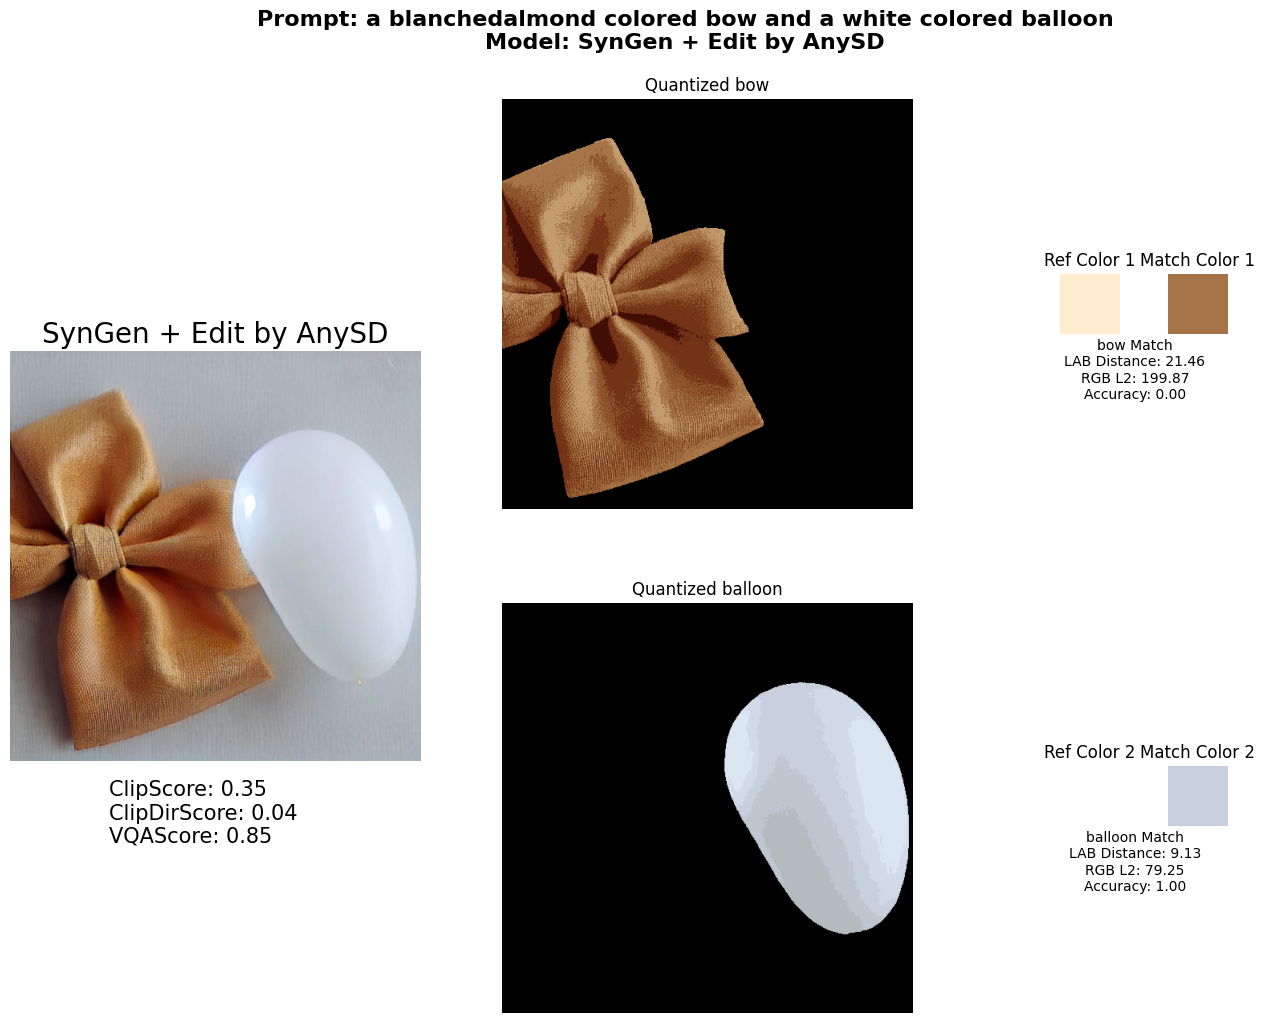 Prompt: a blanchedalmond colored bow and a white colored balloon
Model: SynGen + Edit by AnySD
SynGen + Edit by AnySD
ClipScore: 0.35
ClipDirScore: 0.04
VQAScore: 0.85
Quantized bow
Ref Color 1 Match Color 1
bow Match
LAB Distance: 21.46
RGB L2: 199.87
Accuracy: 0.00
Quantized balloon
Ref Color 2 Match Color 2
balloon Match
LAB Distance: 9.13
RGB L2: 79.25
Accuracy: 1.00